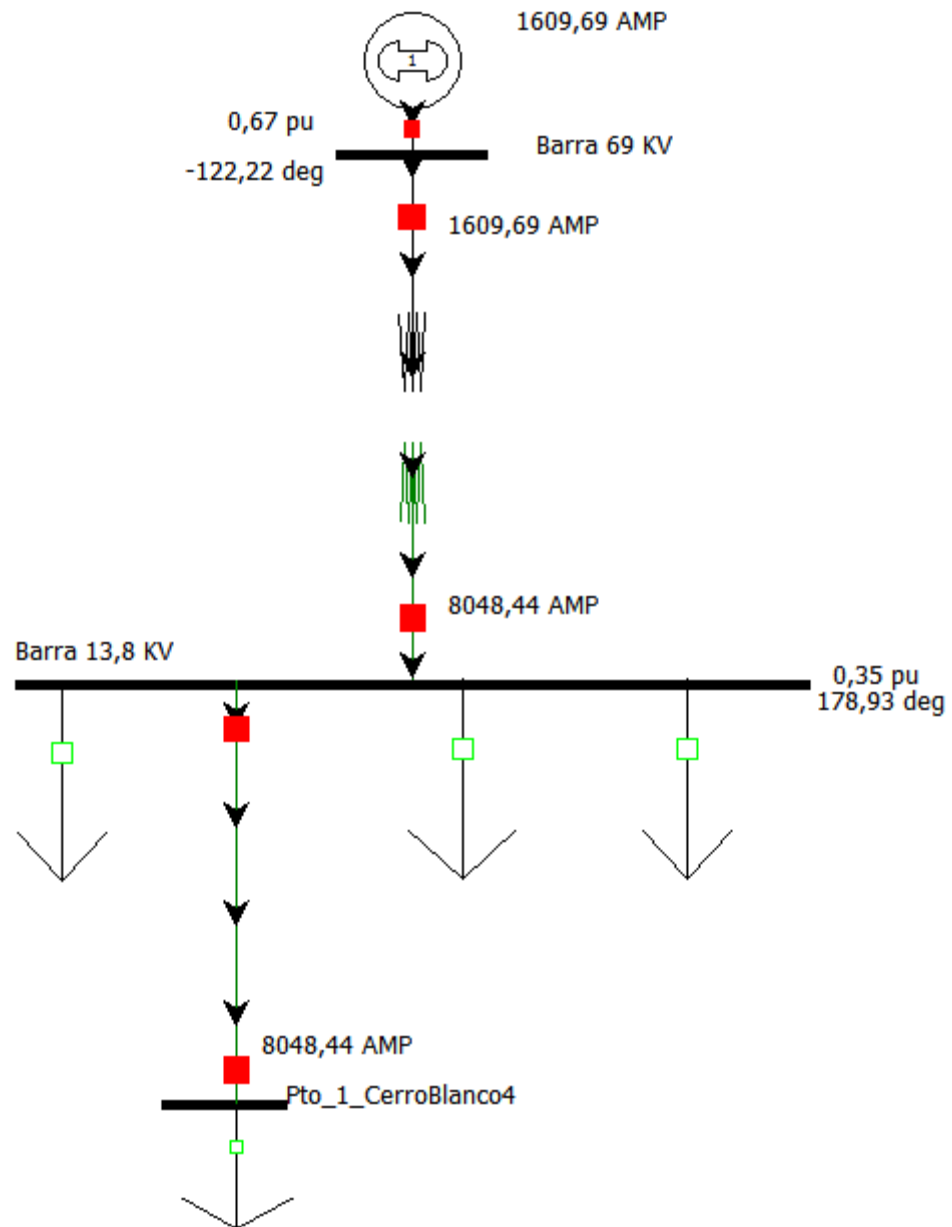 1609,69 AMP
1
0,67 pu
-122,22 deg
Barra 69 KV
1609,69 AMP
8048,44 AMP
Barra 13,8 KV
0,35 pu
178,93 deg
8048,44 AMP
Pto_1_CerroBlanco4